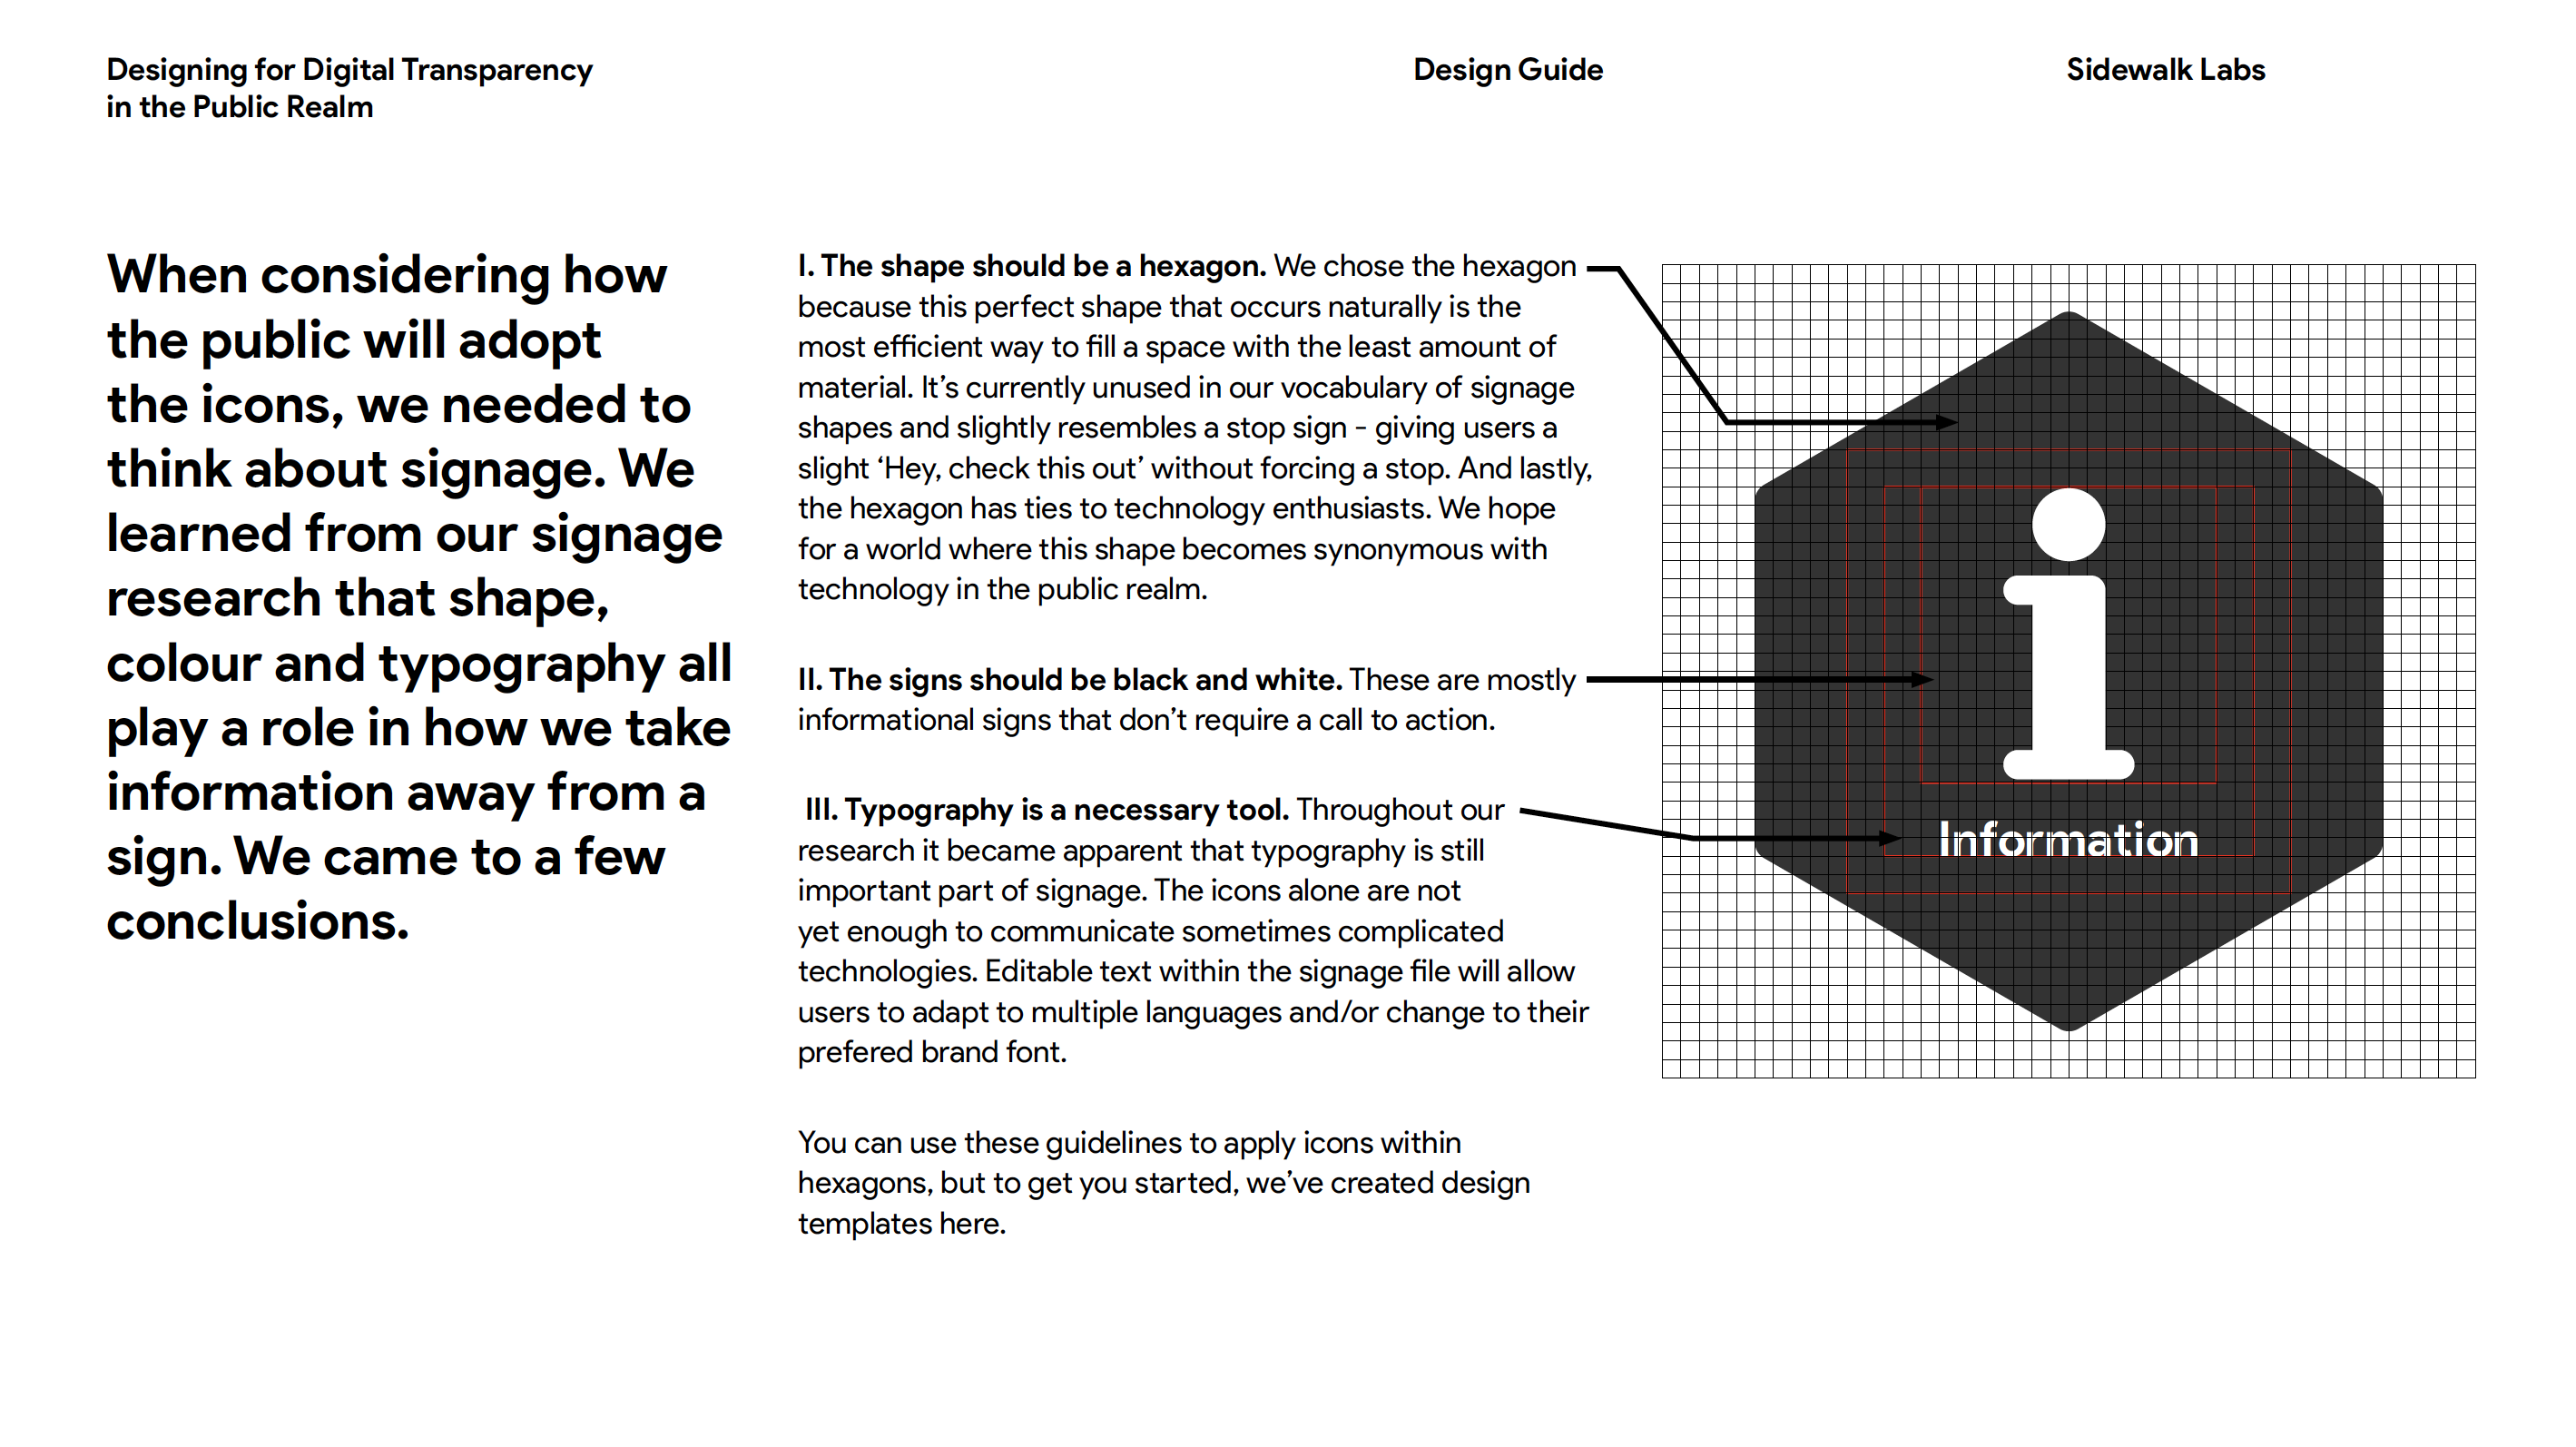 Designing for Digital Transparency
in the Public Realm
Design Guide
Sidewalk Labs
When considering how
the public will adopt
the icons, we needed to
think about signage. We
learned from our signage
research that shape,
colour and typography all
play a role in how we take
information away from a
sign. We came to a few
conclusions.
I. The shape should be a hexagon. We chose the hexagon
because this perfect shape that occurs naturally is the
most efficient way to fill a space with the least amount of
material. It’s currently unused in our vocabulary of signage
shapes and slightly resembles a stop sign - giving users a
slight ‘Hey, check this out’ without forcing a stop. And lastly,
the hexagon has ties to technology enthusiasts. We hope
for a world where this shape becomes synonymous with
technology in the public realm.
II. The signs should be black and white. These are mostly
informational signs that don’t require a call to action.
III. Typography is a necessary tool. Throughout our
research it became apparent that typography is still
important part of signage. The icons alone are not
yet enough to communicate sometimes complicated
technologies. Editable text within the signage file will allow
users to adapt to multiple languages and/or change to their
prefered brand font.
You can use these guidelines to apply icons within
hexagons, but to get you started, we’ve created design
templates here.
i
Information